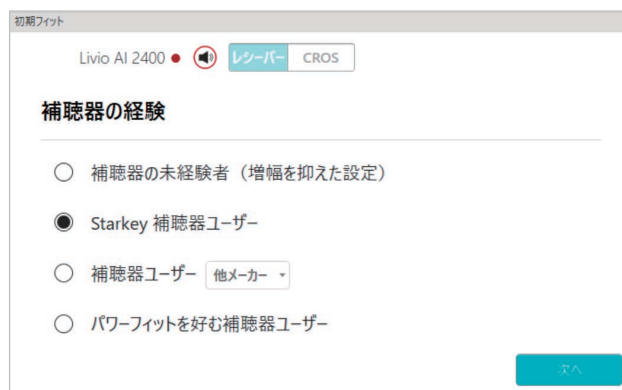 初期フィット
Livio AI 2400 レシーバー CROS
補聴器の経験
補聴器の未経験者（増幅を抑えた設定）
Starkey 補聴器ユーザー
補聴器ユーザー 他メーカー
パワーフィットを好む補聴器ユーザー
次へ